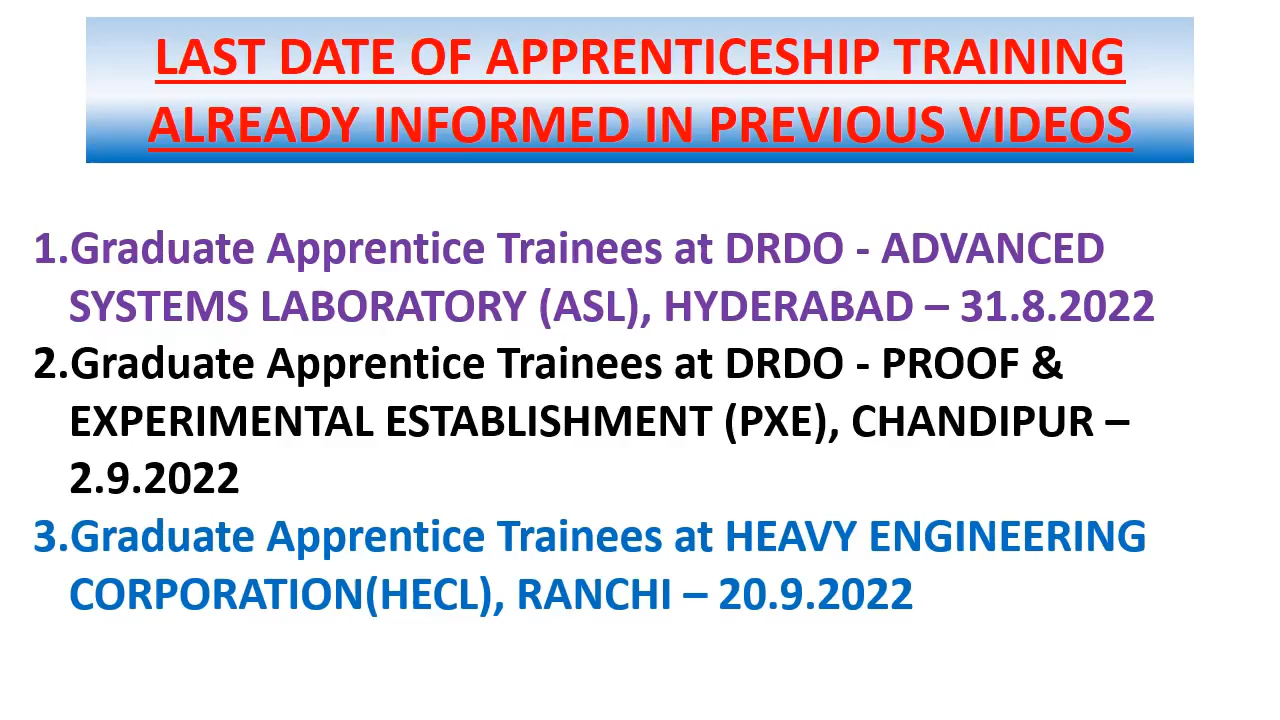 LAST DATE OF APPRENTICESHIP TRAINING
ALREADY INFORMED IN PREVIOUS VIDEOS
1.Graduate Apprentice Trainees at DRDO - ADVANCED
SYSTEMS LABORATORY (ASL), HYDERABAD – 31.8.2022
2.Graduate Apprentice Trainees at DRDO - PROOF &
EXPERIMENTAL ESTABLISHMENT (PXE), CHANDIPUR –
2.9.2022
3.Graduate Apprentice Trainees at HEAVY ENGINEERING
CORPORATION(HECL), RANCHI – 20.9.2022